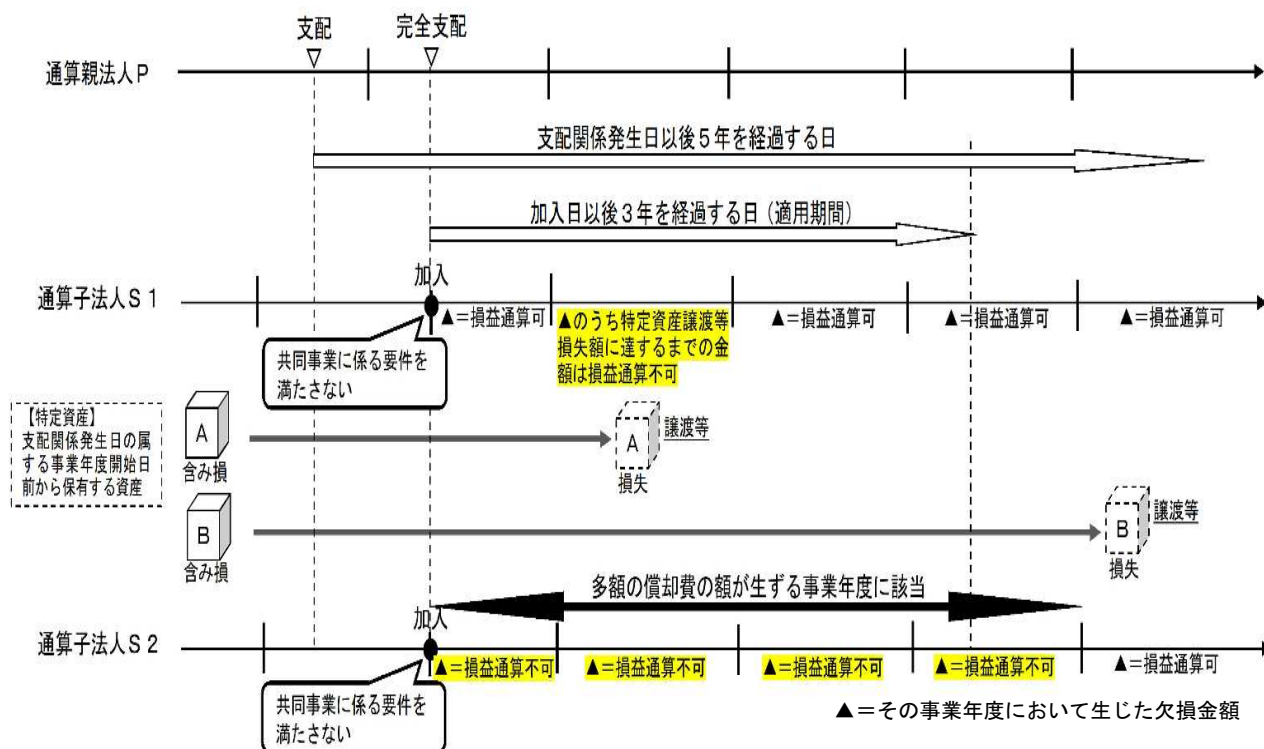 支配
完全支配
通算親法人P
支配関係発生日以後5年を経過する日
加入日以後3年を経過する日（適用期間）
加入
通算子法人S1
▲＝損益通算可
▲のうち特定資産譲渡等
損失額に達するまでの金
額は損益通算不可
▲＝損益通算可
▲＝損益通算可
▲＝損益通算可
共同事業に係る要件を
満たさない
【特定資産】
支配関係発生日の属
する事業年度開始日
前から保有する資産
A
含み損
A
譲渡等
損失
B
含み損
B
譲渡等
損失
多額の償却費の額が生ずる事業年度に該当
加入
通算子法人S2
▲＝損益通算不可
▲＝損益通算不可
▲＝損益通算不可
▲＝損益通算不可
▲＝損益通算可
共同事業に係る要件を
満たさない
▲＝その事業年度において生じた欠損金額